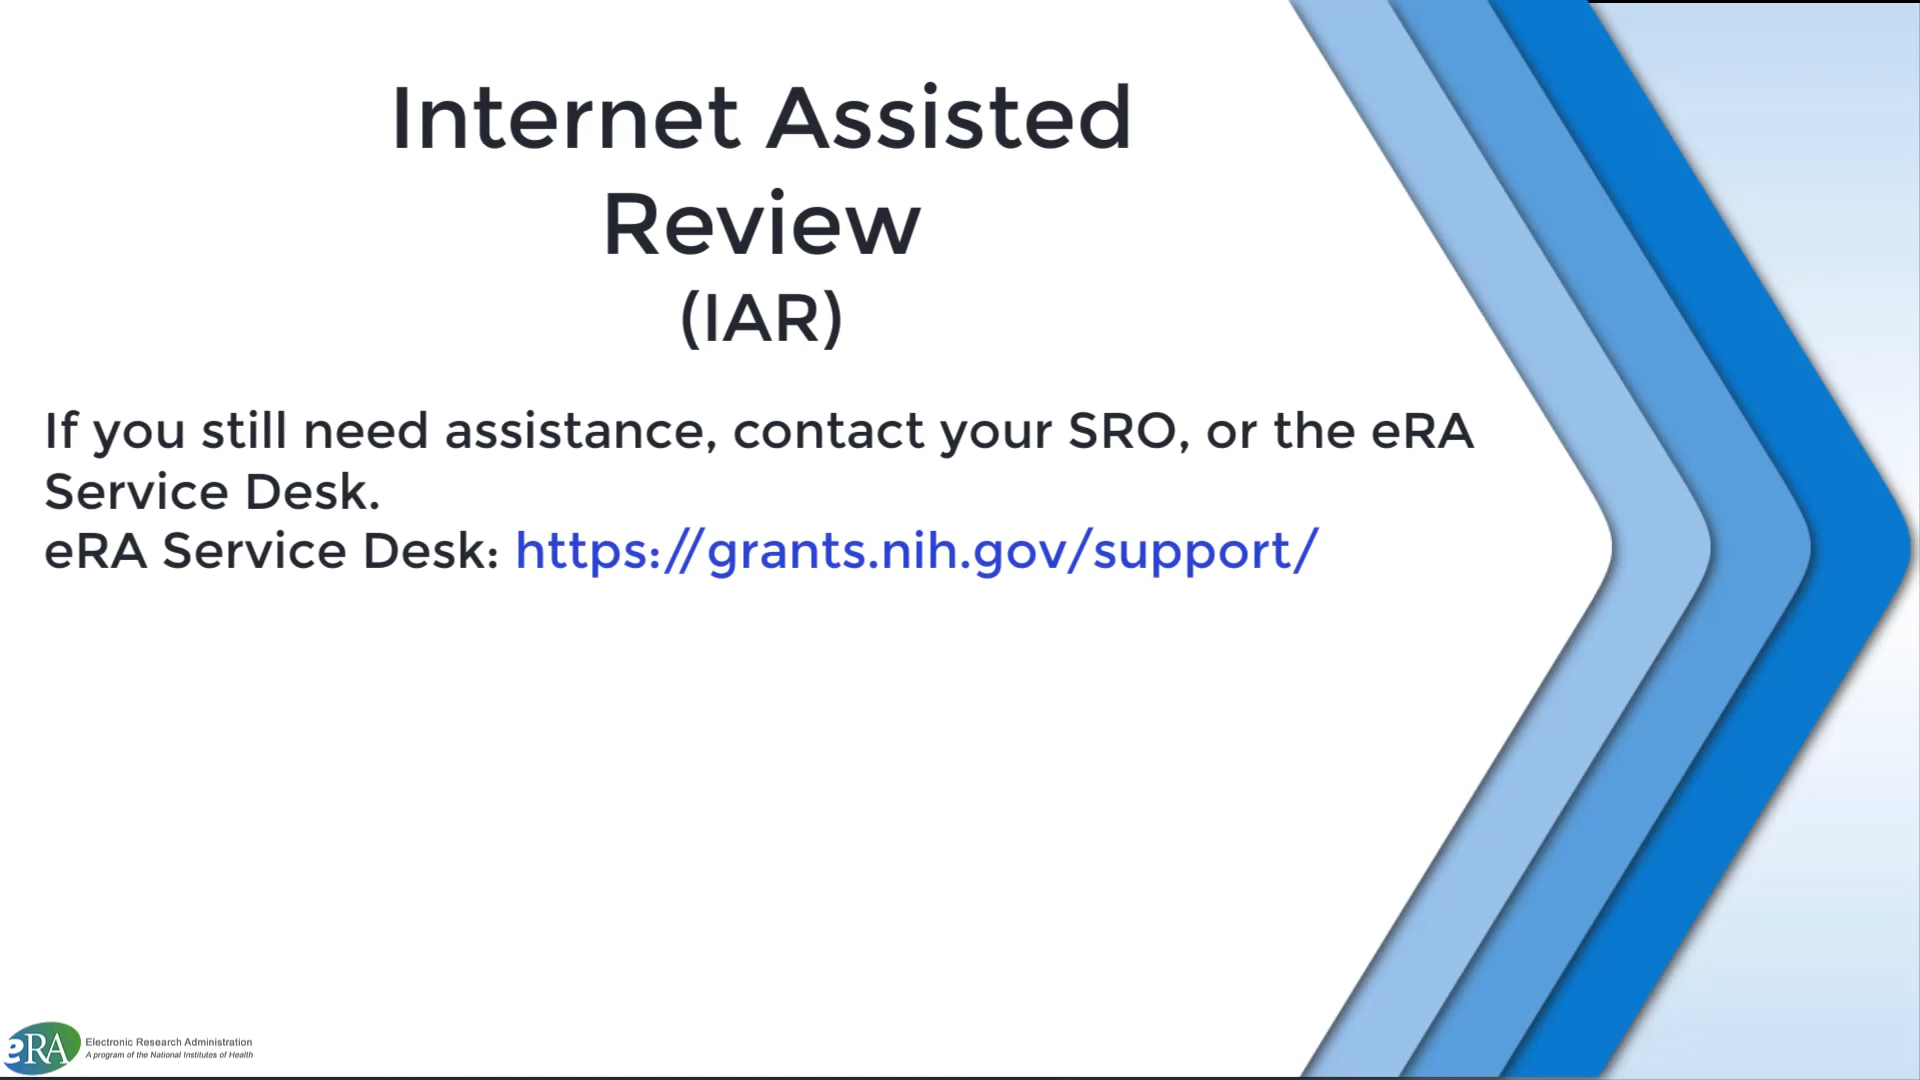 Internet Assisted
Review
(IAR)
If you still need assistance, contact your SRO, or the eRA
Service Desk.
eRA Service Desk: https://grants.nih.gov/support/
eRA
Electronic Research Administration
A program of the National Institutes of Health